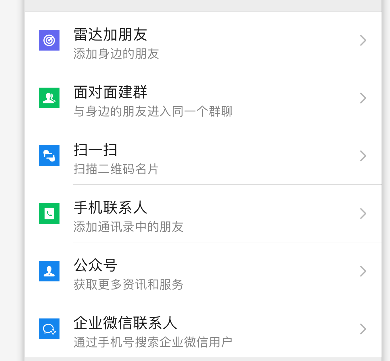 雷达加朋友
添加身边的朋友
面对面建群
与身边的朋友进入同一个群聊
扫一扫
扫描二维码名片
手机联系人
添加通讯录中的朋友
公众号
获取更多资讯和服务
企业微信联系人
通过手机号搜索企业微信用户